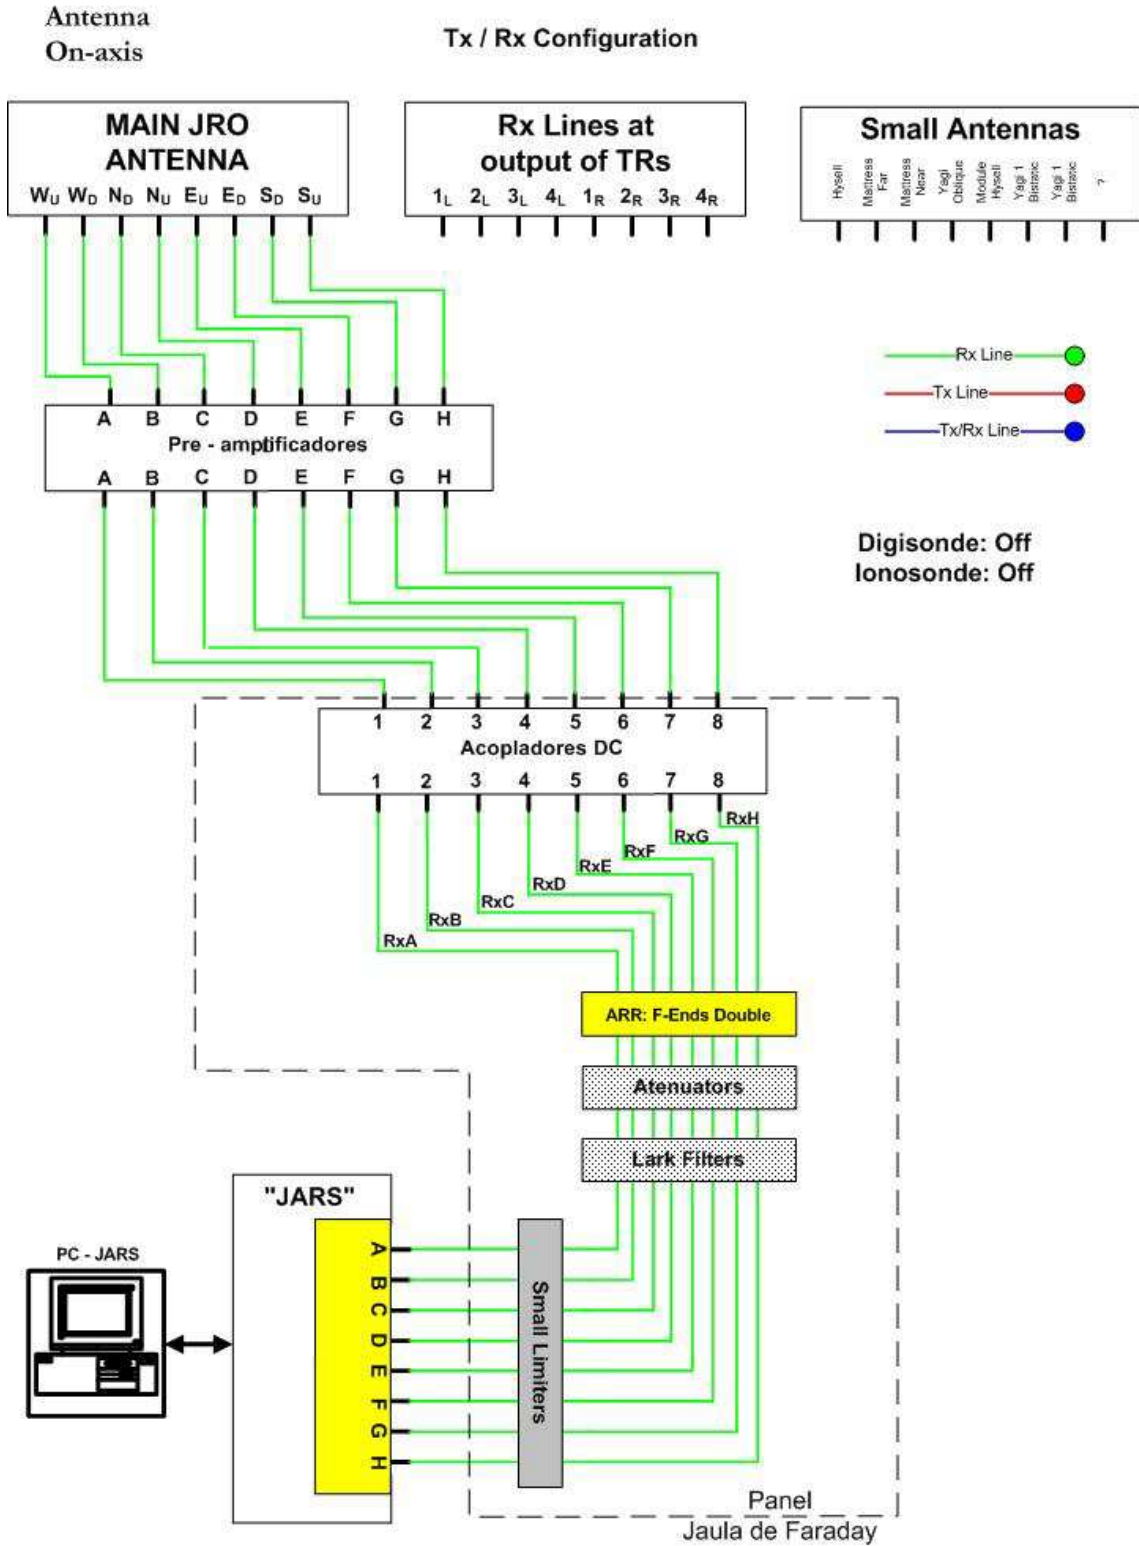 Antenna
On-axis
Tx / Rx Configuration
MAIN JRO
ANTENNA
WU WD ND NU EU ED SD SU
Rx Lines at
output of TRs
1L 2L 3L 4L 1R 2R 3R 4R
Small Antennas
Hysell
Mattress
Far
Mattress
Near
Yagi
Oblique
Module
Hysell
Yagi 1
Bistatic
Yagi 1
Bistatic
?
Rx Line
Tx Line
Tx/Rx Line
A B C D E F G H
Pre - amplificadores
A B C D E F G H
Digisonde: Off
Ionosonde: Off
1 2 3 4 5 6 7 8
Acopladores DC
1 2 3 4 5 6 7 8
RxH
RxG
RxF
RxE
RxD
RxC
RxB
RxA
ARR: F-Ends Double
Atenuators
Lark Filters
"JARS"
A
B
C
D
E
F
G
H
PC - JARS
Small Limiters
Panel
Jaula de Faraday